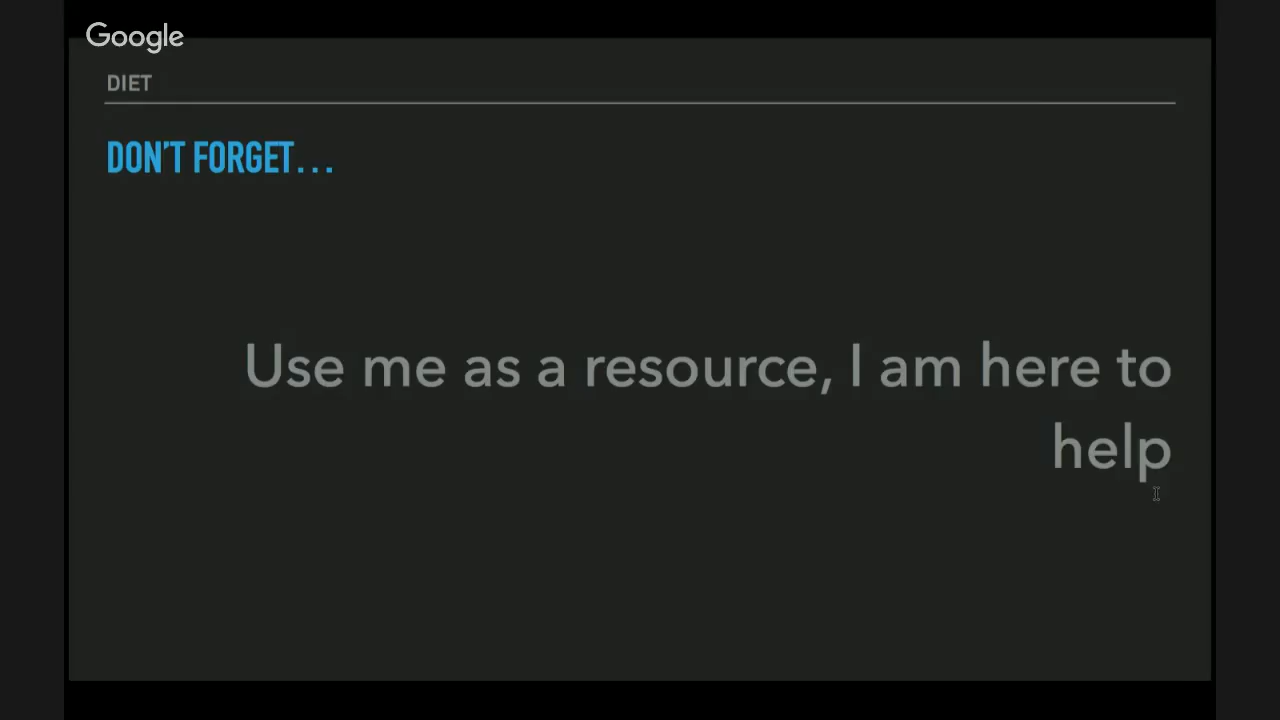 Google
DIET
DON'T FORGET...
Use me as a resource, I am here to
help